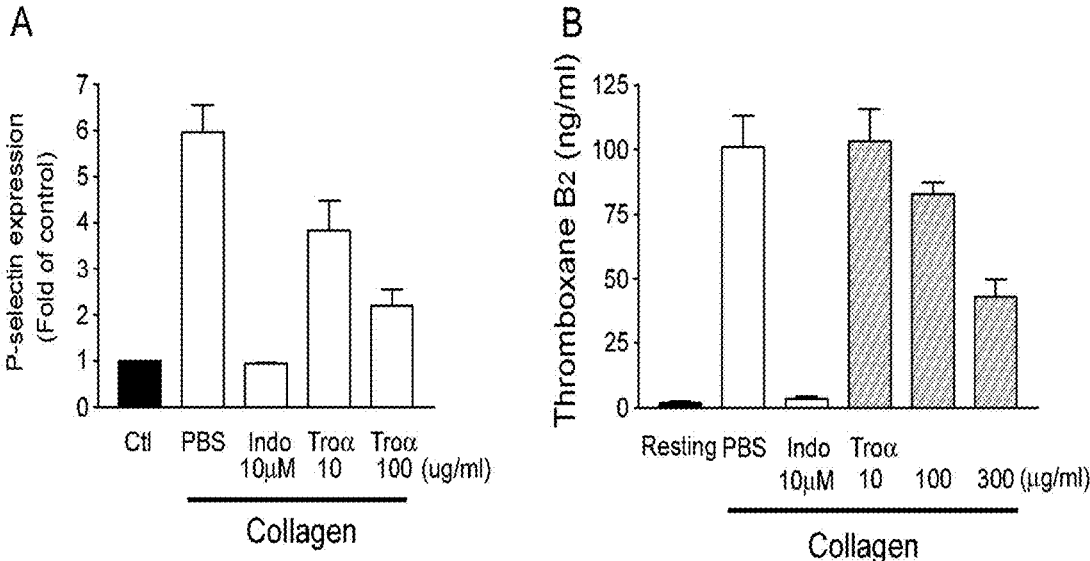 A
P-selectin expression
(Fold of control)
7
6
5
4
3
2
1
0
Ctl PBS Indo Troα Troα
10μM 10 100 (ug/ml)
Collagen
B
Thromboxane B2 (ng/ml)
125
100
75
50
25
0
Resting PBS Indo Troα
10μM 10 100 300 (μg/ml)
Collagen